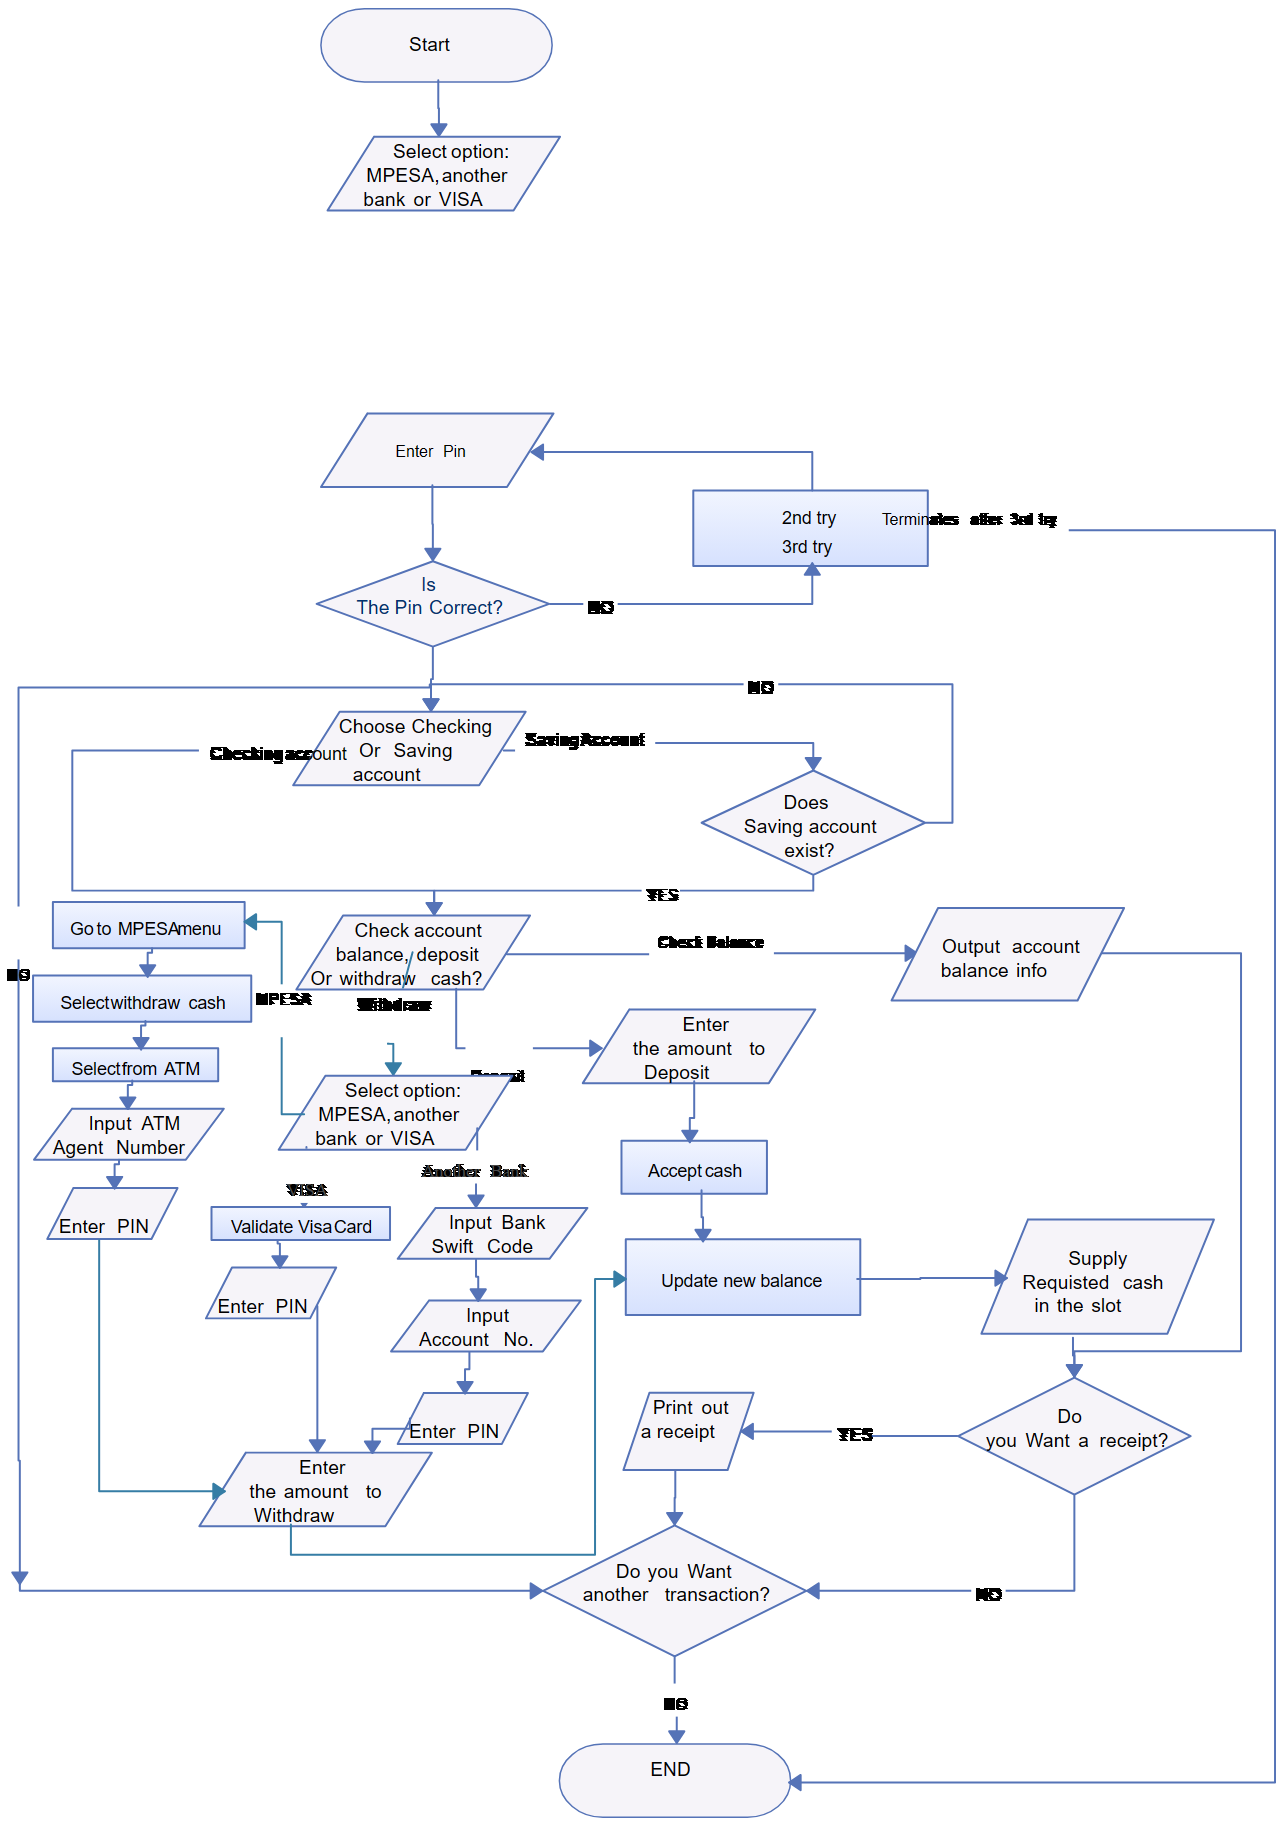 Start
Select option:
MPESA, another
bank or VISA
Enter Pin
2nd try
3rd try
Terminates after 3rd try
Is
The Pin Correct?
NO
NO
Choose Checking
Or Saving
account
Checking account
Saving Account
Does
Saving account
exist?
YES
Go to MPESA menu
Check account
balance, deposit
Or withdraw cash?
Check Balance
Output account
balance info
NO
Select withdraw cash
MPESA
Withdraw
Enter
the amount to
Deposit
Select from ATM
Deposit
Select option:
MPESA, another
bank or VISA
Input ATM
Agent Number
Accept cash
Another Bank
VISA
Enter PIN
Validate Visa Card
Input Bank
Swift Code
Update new balance
Supply
Requisted cash
in the slot
Enter PIN
Input
Account No.
Print out
a receipt
YES
Do
you Want a receipt?
Enter PIN
Enter
the amount to
Withdraw
Do you Want
another transaction?
NO
NO
END